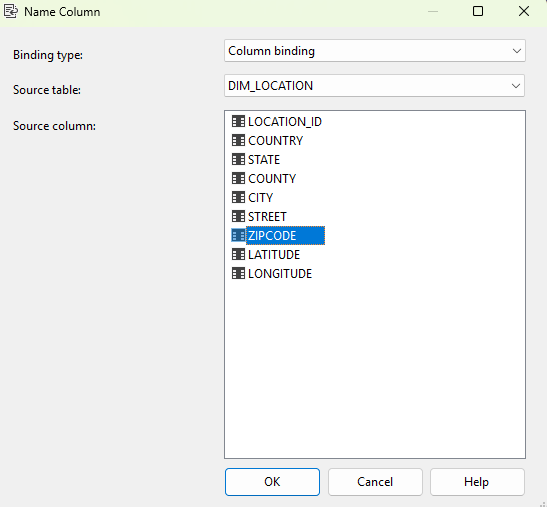 Name Column
Binding type:
Column binding
Source table:
DIM_LOCATION
Source column:
LOCATION_ID
COUNTRY
STATE
COUNTY
CITY
STREET
ZIPCODE
LATITUDE
LONGITUDE
OK
Cancel
Help